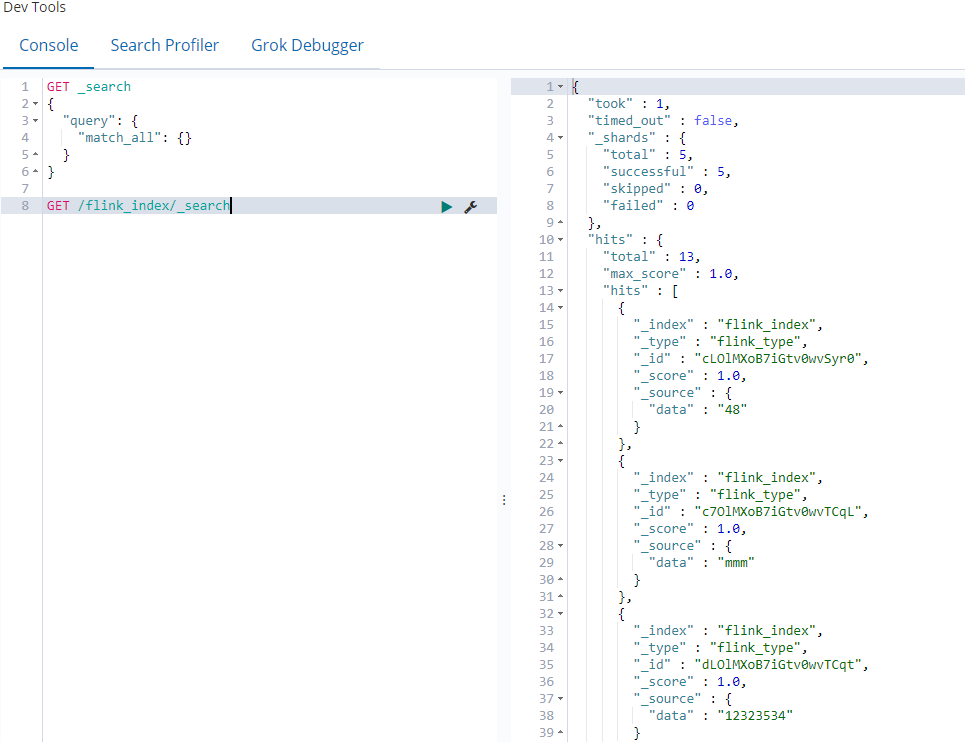 Dev Tools
Console Search Profiler Grok Debugger
1 GET _search
2 {
3 "query": {
4 "match_all": {}
5 }
6 }
7
8 GET /flink_index/_search
1 {
2 "took" : 1,
3 "timed_out" : false,
4 "_shards" : {
5 "total" : 5,
6 "successful" : 5,
7 "skipped" : 0,
8 "failed" : 0
9 },
10 "hits" : {
11 "total" : 13,
12 "max_score" : 1.0,
13 "hits" : [
14 {
15 "_index" : "flink_index",
16 "_type" : "flink_type",
17 "_id" : "cLOlMXoB7iGtv0wvSyr0",
18 "_score" : 1.0,
19 "_source" : {
20 "data" : "48"
21 }
22 },
23 {
24 "_index" : "flink_index",
25 "_type" : "flink_type",
26 "_id" : "c7OlMXoB7iGtv0wvTCqL",
27 "_score" : 1.0,
28 "_source" : {
29 "data" : "mmm"
30 }
31 },
32 {
33 "_index" : "flink_index",
34 "_type" : "flink_type",
35 "_id" : "dLOlMXoB7iGtv0wvTCqt",
36 "_score" : 1.0,
37 "_source" : {
38 "data" : "12323534"
39 }